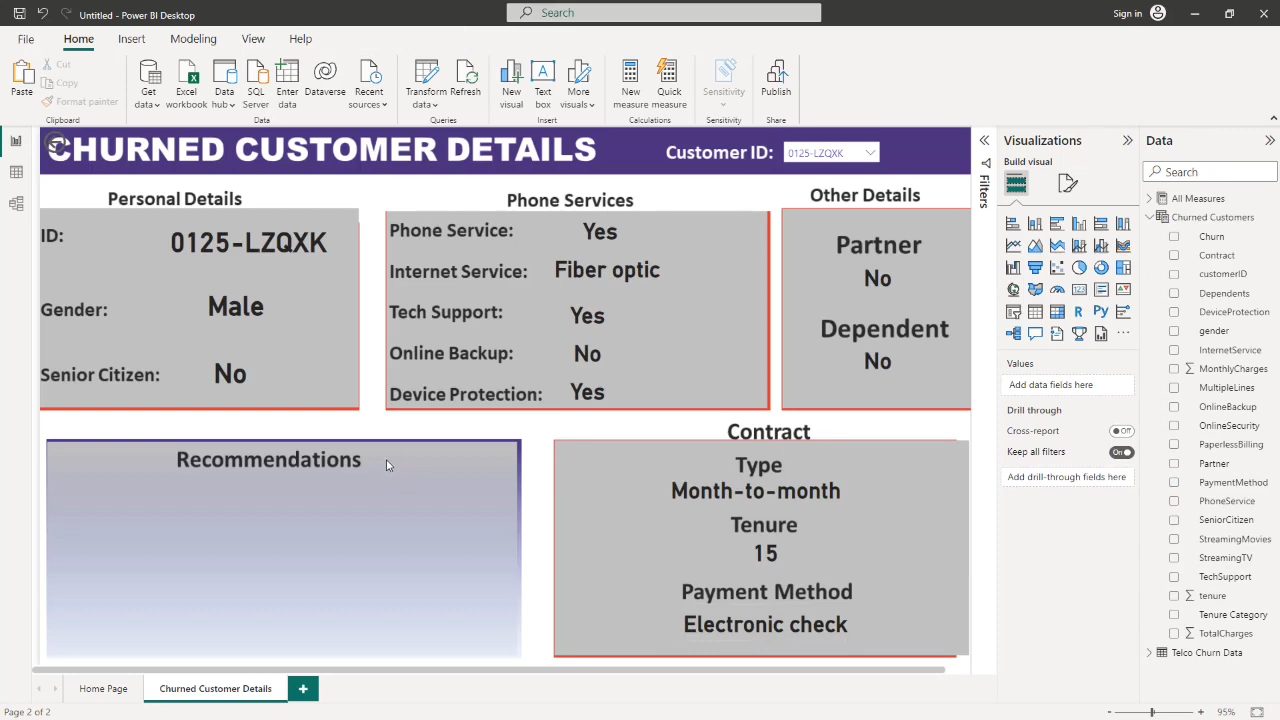 Untitled - Power BI Desktop
Search
Sign in
File
Home
Insert
Modeling
View
Help
Paste
Cut
Copy
Format painter
Clipboard
Get data
Excel workbook
Data hub
SQL Server
Enter data
Dataverse
Recent sources
Data
Transform data
Refresh
Queries
New visual
Text box
More visuals
Insert
New measure
Quick measure
Calculations
Sensitivity
Sensitivity
Publish
Share
CHURNED CUSTOMER DETAILS
Customer ID:
0125-LZQXK
Personal Details
ID:
0125-LZQXK
Gender:
Male
Senior Citizen:
No
Phone Services
Phone Service:
Yes
Internet Service:
Fiber optic
Tech Support:
Yes
Online Backup:
No
Device Protection:
Yes
Other Details
Partner
No
Dependent
No
Recommendations
Contract
Type
Month-to-month
Tenure
15
Payment Method
Electronic check
Filters
Visualizations
Build visual
Values
Add data fields here
Drill through
Cross-report
Off
Keep all filters
On
Add drill-through fields here
Data
Search
All Measures
Churned Customers
Churn
Contract
customerID
Dependents
DeviceProtection
gender
InternetService
MonthlyCharges
MultipleLines
OnlineBackup
OnlineSecurity
PaperlessBilling
Partner
PaymentMethod
PhoneService
SeniorCitizen
StreamingMovies
StreamingTV
TechSupport
tenure
Tenure Category
TotalCharges
Telco Churn Data
Home Page
Churned Customer Details
Page 2 of 2
95%